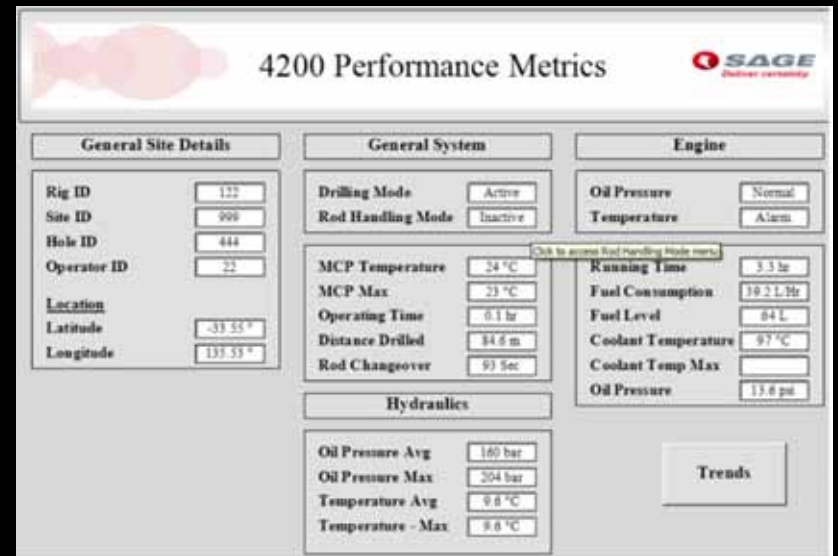 4200 Performance Metrics
SAGE
Deliver certainty
General Site Details
Rig ID 122
Site ID 999
Hole ID 444
Operator ID 22
Location
Latitude -33.55 °
Longitude 135.53 °
General System
Drilling Mode Active
Rod Handling Mode Inactive
Click to access Rod Handling Mode menu
MCP Temperature 24 °C
MCP Max 23 °C
Operating Time 0.1 hr
Distance Drilled 84.6 m
Rod Changeover 93 Sec
Hydraulics
Oil Pressure Avg 160 bar
Oil Pressure Max 204 bar
Temperature Avg 9.6 °C
Temperature - Max 9.6 °C
Engine
Oil Pressure Normal
Temperature Alarm
Running Time 3.3 hr
Fuel Consumption 39.2 L/Hr
Fuel Level 64 L
Coolant Temperature 97 °C
Coolant Temp Max
Oil Pressure 13.6 psi
Trends